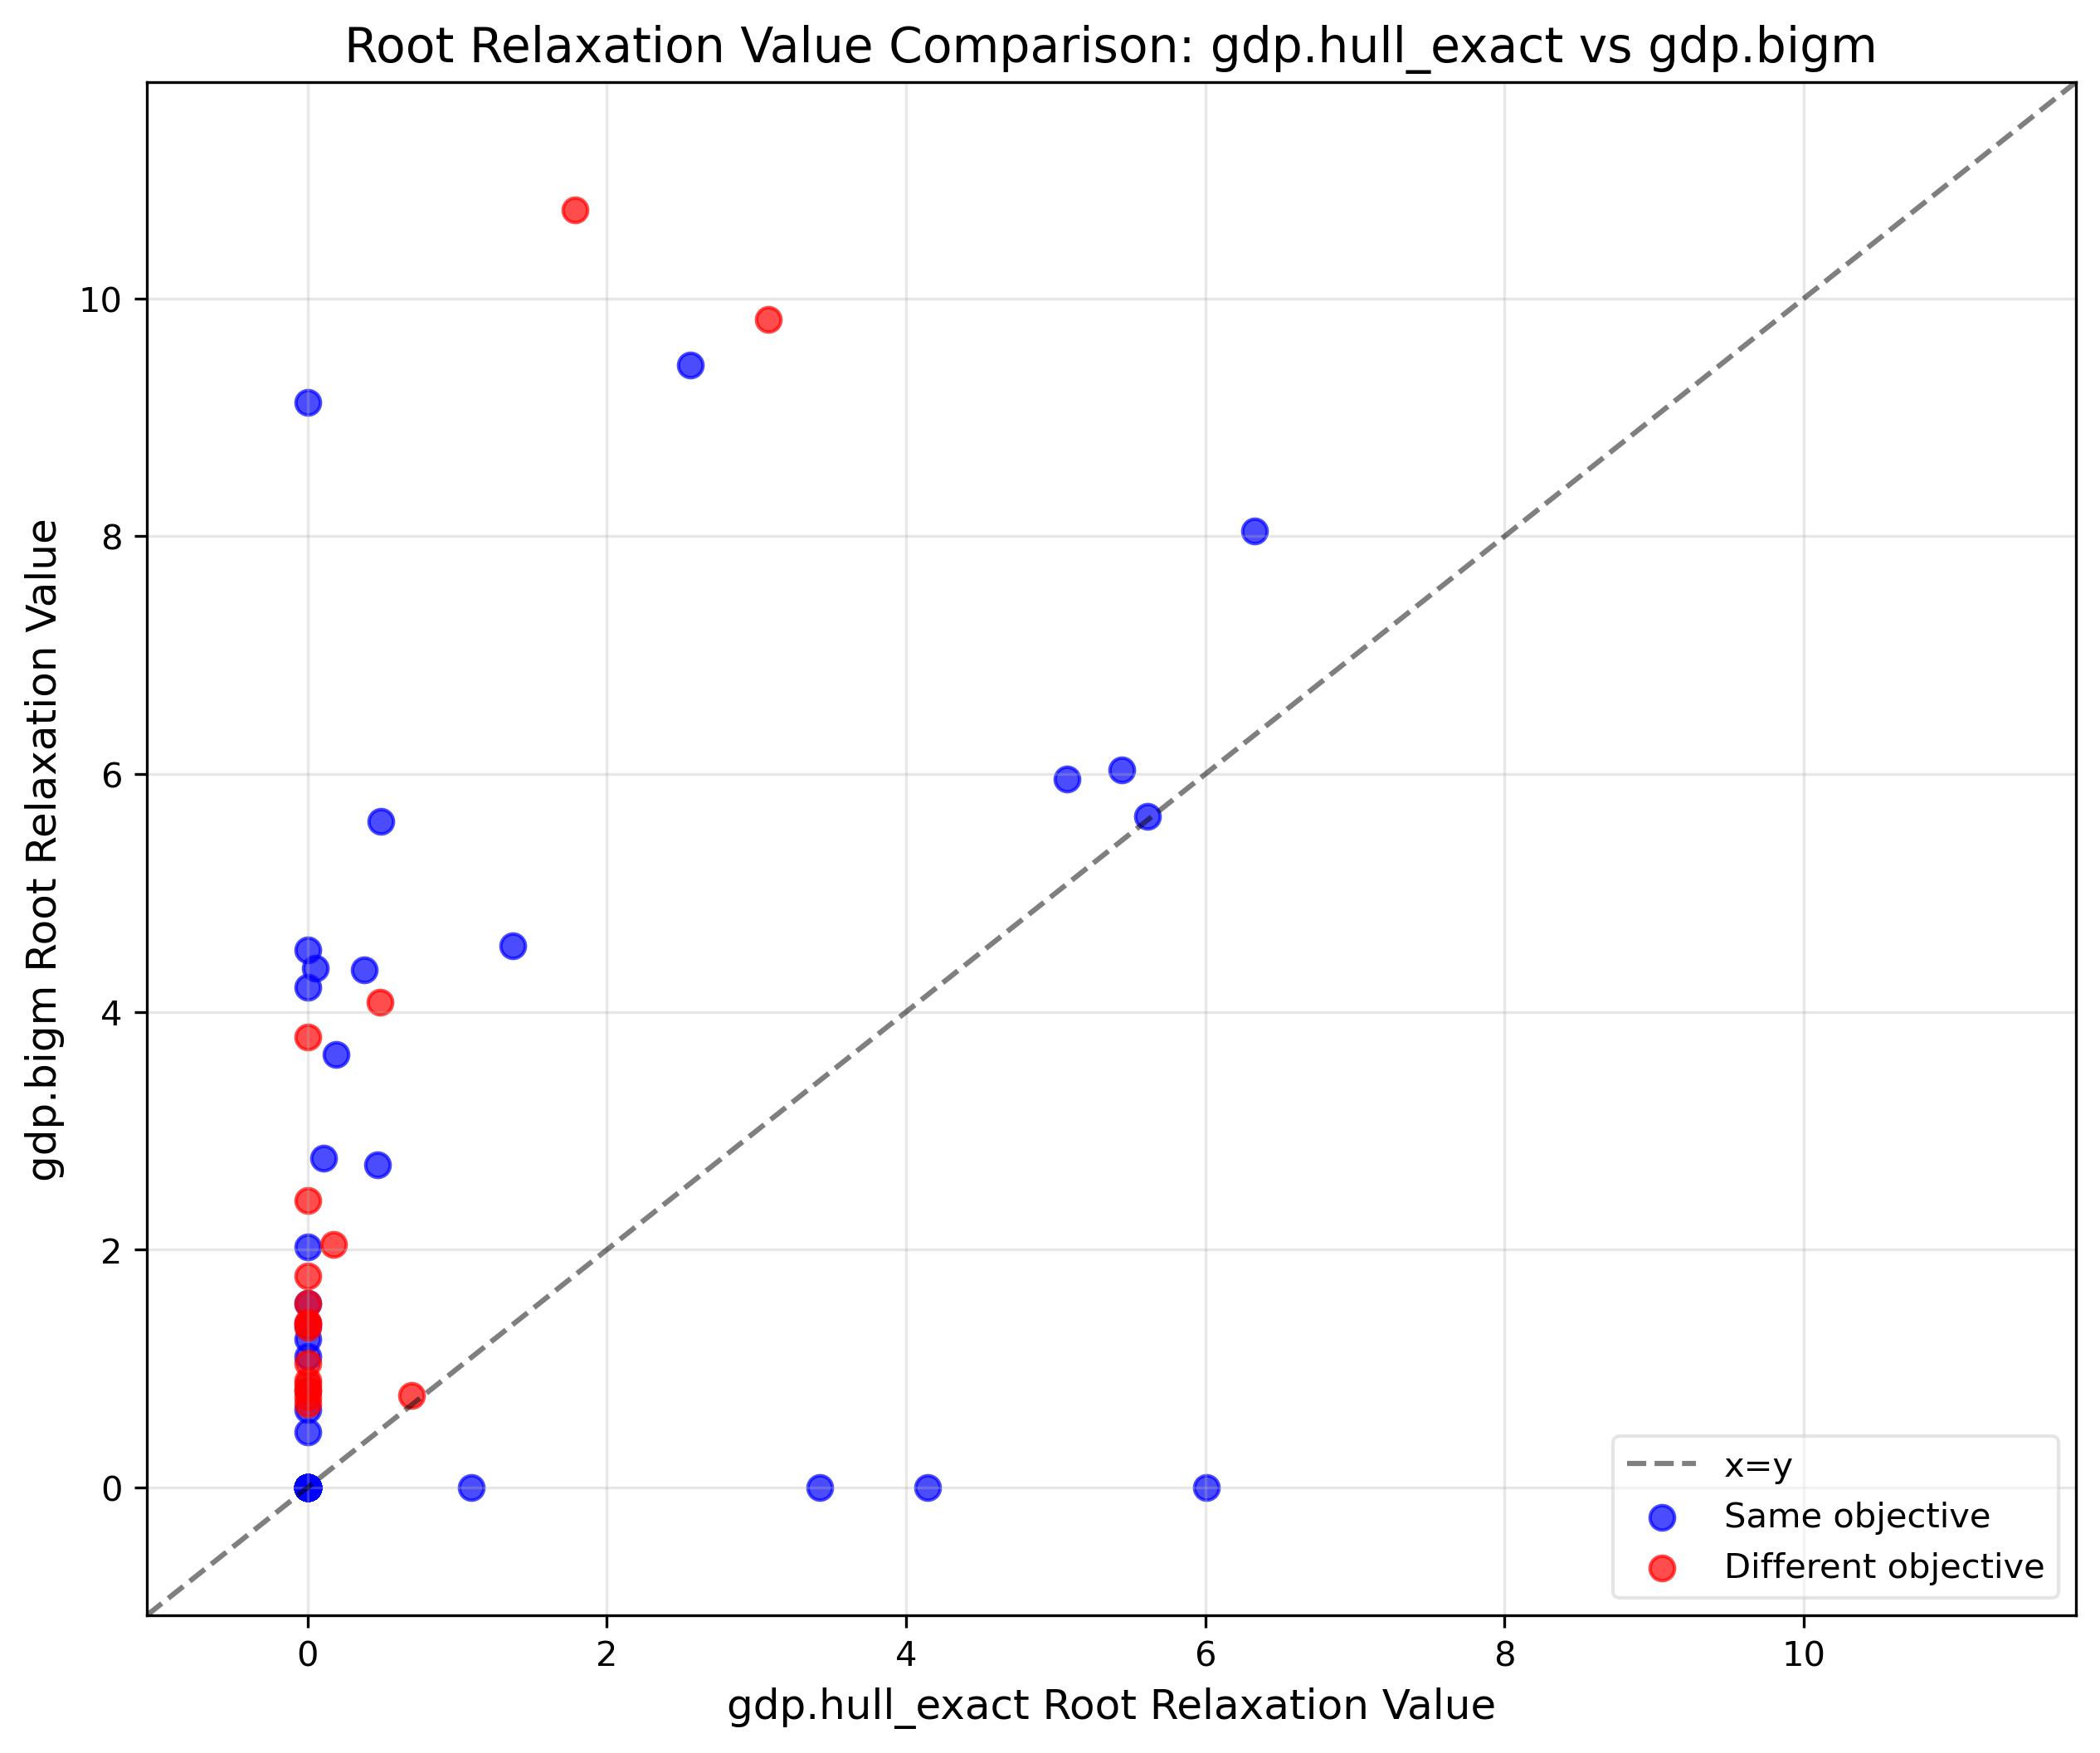 Root Relaxation Value Comparison: gdp.hull_exact vs gdp.bigm
gdp.bigm Root Relaxation Value
10
8
6
4
2
0
0
2
4
6
8
10
gdp.hull_exact Root Relaxation Value
x=y
Same objective
Different objective